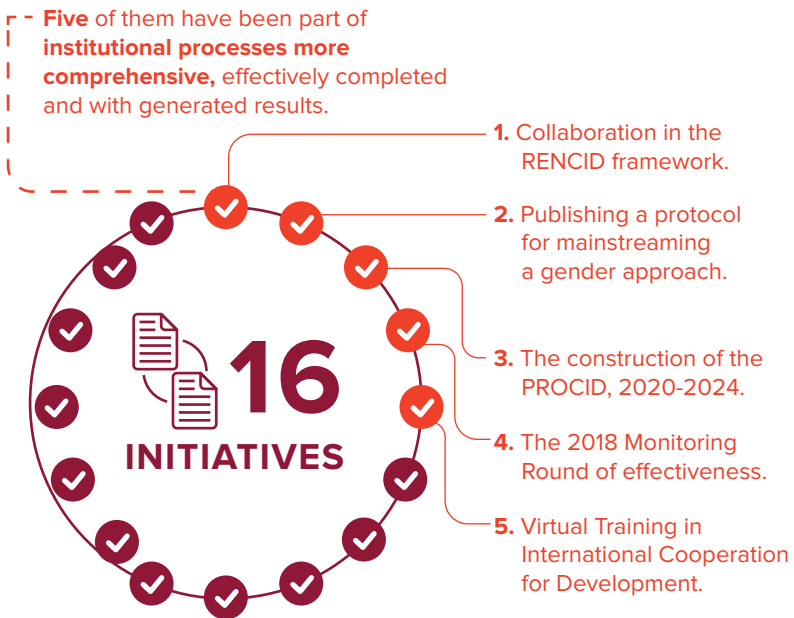 Five of them have been part of
institutional processes more
comprehensive, effectively completed
and with generated results.
1. Collaboration in the
RENCID framework.
2. Publishing a protocol
for mainstreaming
a gender approach.
3. The construction of the
PROCID, 2020-2024.
4. The 2018 Monitoring
Round of effectiveness.
5. Virtual Training in
International Cooperation
for Development.
16
INITIATIVES